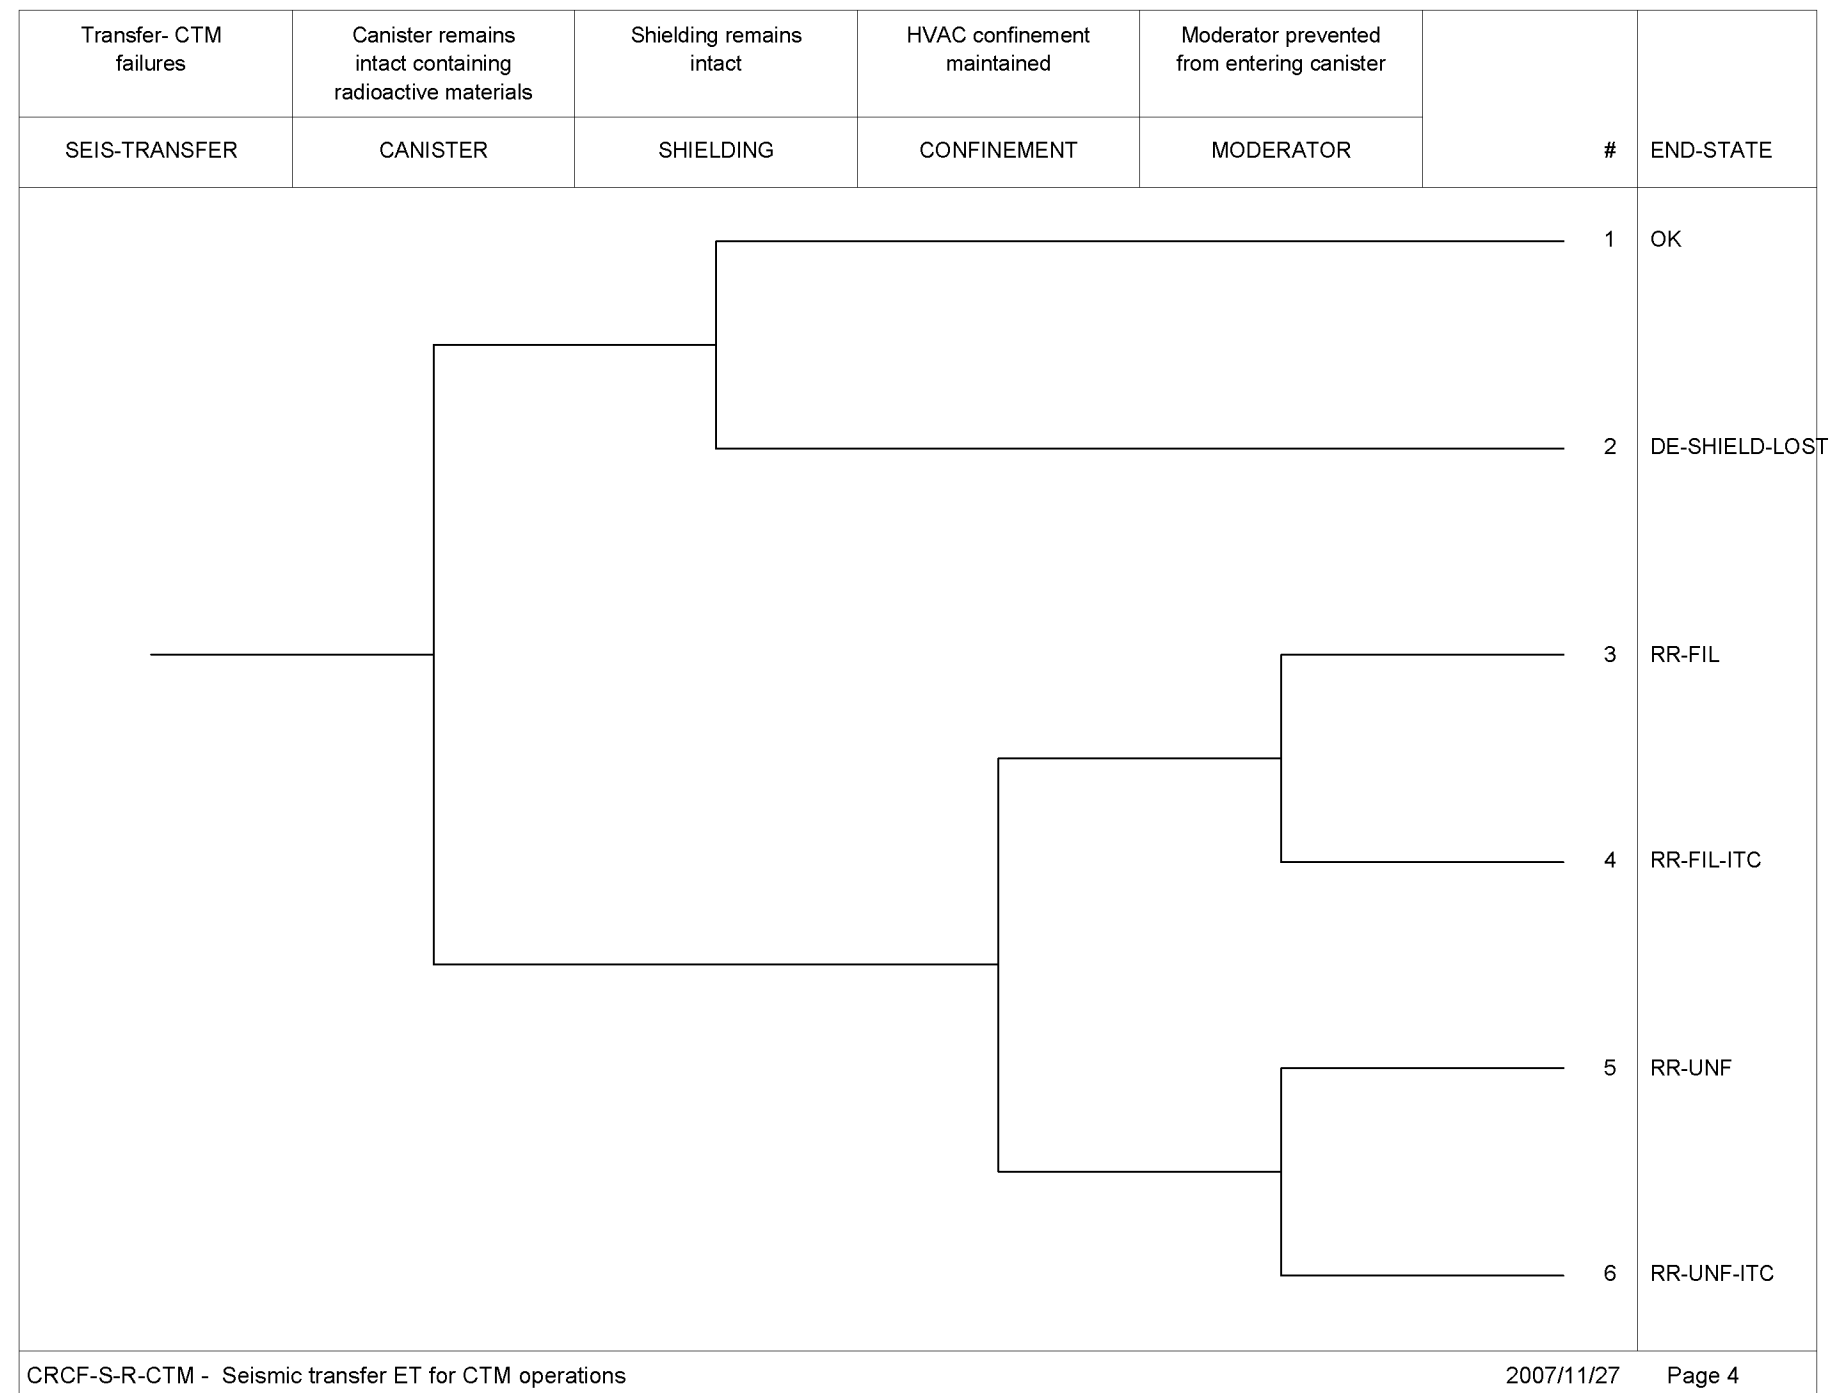 Transfer- CTM
failures
Canister remains
intact containing
radioactive materials
Shielding remains
intact
HVAC confinement
maintained
Moderator prevented
from entering canister
SEIS-TRANSFER
CANISTER
SHIELDING
CONFINEMENT
MODERATOR
#
END-STATE
1 OK
2 DE-SHIELD-LOST
3 RR-FIL
4 RR-FIL-ITC
5 RR-UNF
6 RR-UNF-ITC
CRCF-S-R-CTM - Seismic transfer ET for CTM operations
2007/11/27 Page 4